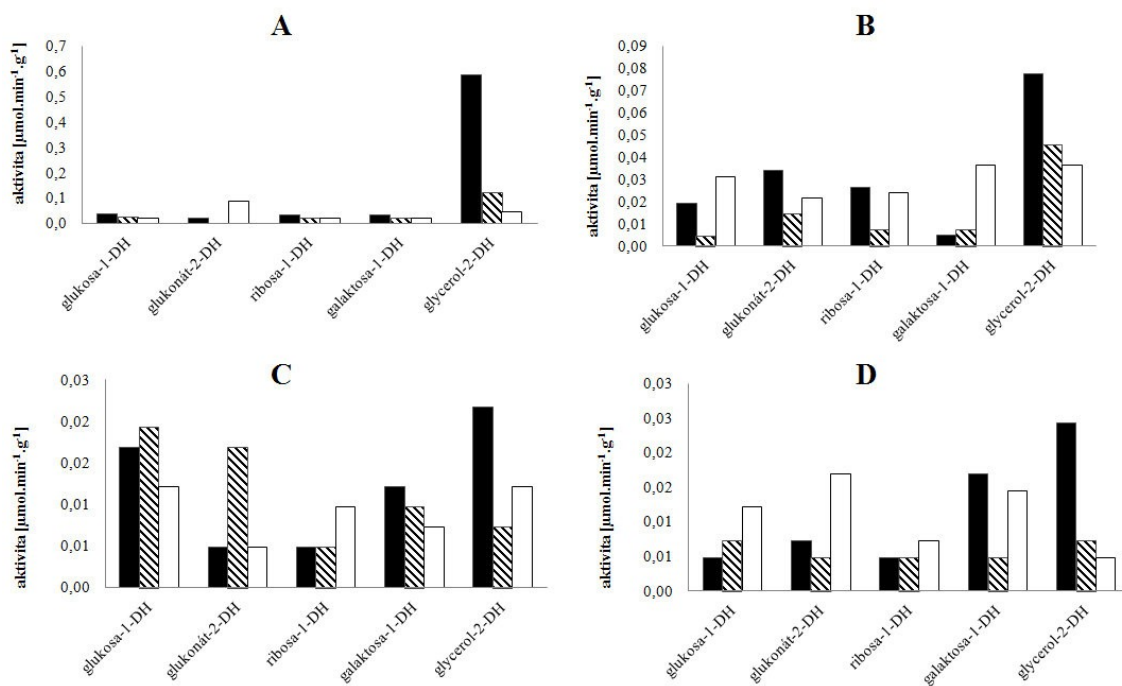 A
aktivita [µmol.min⁻¹.g⁻¹]
0,7
0,6
0,5
0,4
0,3
0,2
0,1
0,0
glukosa-1-DH
glukonát-2-DH
ribosa-1-DH
galaktosa-1-DH
glycerol-2-DH
B
aktivita [µmol.min⁻¹.g⁻¹]
0,09
0,08
0,07
0,06
0,05
0,04
0,03
0,02
0,01
0,00
glukosa-1-DH
glukonát-2-DH
ribosa-1-DH
galaktosa-1-DH
glycerol-2-DH
C
aktivita [µmol.min⁻¹.g⁻¹]
0,03
0,02
0,02
0,01
0,01
0,00
glukosa-1-DH
glukonát-2-DH
ribosa-1-DH
galaktosa-1-DH
glycerol-2-DH
D
aktivita [µmol.min⁻¹.g⁻¹]
0,03
0,03
0,02
0,02
0,01
0,01
0,00
glukosa-1-DH
glukonát-2-DH
ribosa-1-DH
galaktosa-1-DH
glycerol-2-DH